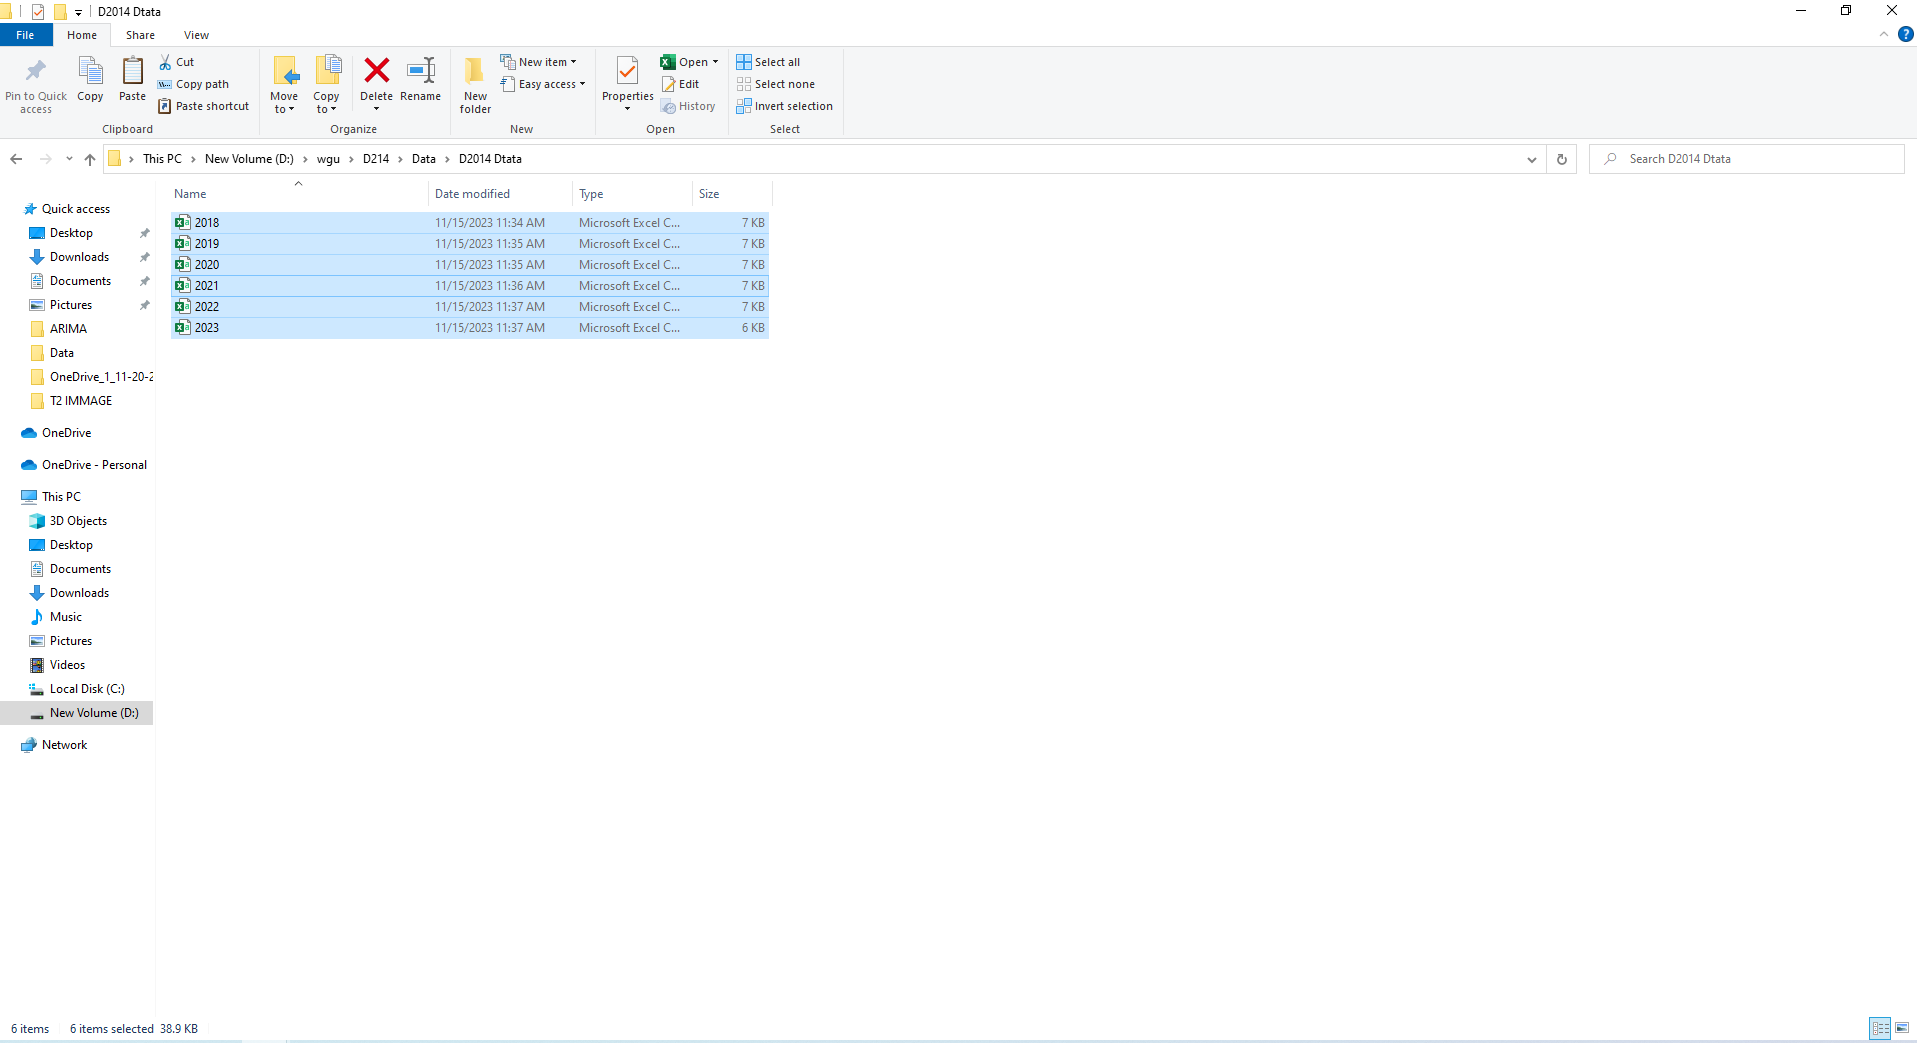 D2014 Dtata
File Home Share View
Pin to Quick access
Copy
Paste
Cut
Copy path
Paste shortcut
Clipboard
Move to
Copy to
Delete
Rename
Organize
New folder
New item
Easy access
New
Properties
Open
Edit
History
Open
Select all
Select none
Invert selection
Select
This PC › New Volume (D:) › wgu › D214 › Data › D2014 Dtata
Search D2014 Dtata
Name Date modified Type Size
2018 11/15/2023 11:34 AM Microsoft Excel C... 7 KB
2019 11/15/2023 11:35 AM Microsoft Excel C... 7 KB
2020 11/15/2023 11:35 AM Microsoft Excel C... 7 KB
2021 11/15/2023 11:36 AM Microsoft Excel C... 7 KB
2022 11/15/2023 11:37 AM Microsoft Excel C... 7 KB
2023 11/15/2023 11:37 AM Microsoft Excel C... 6 KB
Quick access
Desktop
Downloads
Documents
Pictures
ARIMA
Data
OneDrive_1_11-20-2
T2 IMMAGE
OneDrive
OneDrive - Personal
This PC
3D Objects
Desktop
Documents
Downloads
Music
Pictures
Videos
Local Disk (C:)
New Volume (D:)
Network
6 items 6 items selected 38.9 KB